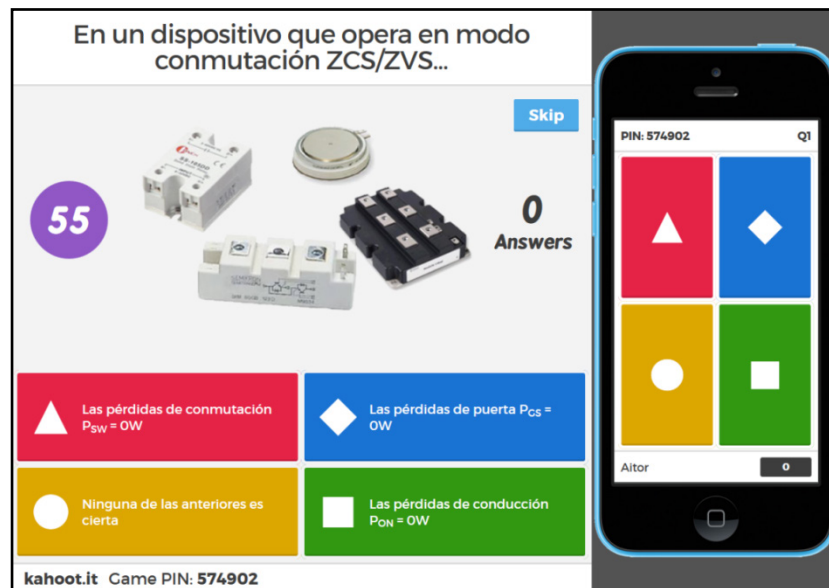 En un dispositivo que opera en modo
conmutación ZCS/ZVS...
Skip
55
0
Answers
Las pérdidas de conmutación
PSW = 0W
Las pérdidas de puerta PGS =
0W
Ninguna de las anteriores es
cierta
Las pérdidas de conducción
PON = 0W
kahoot.it Game PIN: 574902
PIN: 574902 Q1
Aitor 0